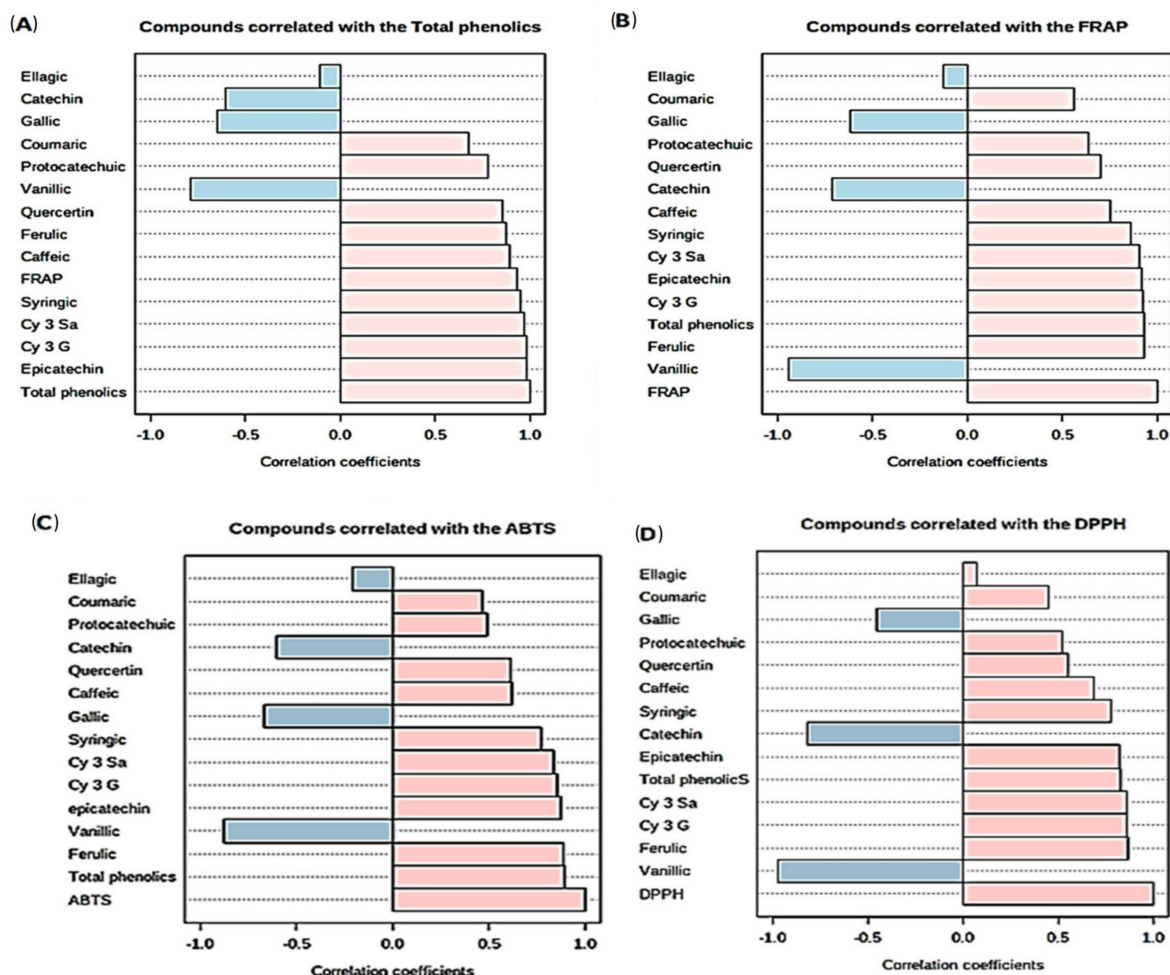 (A)
Compounds correlated with the Total phenolics
Ellagic
Catechin
Gallic
Coumaric
Protocatechuic
Vanillic
Quercertin
Ferulic
Caffeic
FRAP
Syringic
Cy 3 Sa
Cy 3 G
Epicatechin
Total phenolics
-1.0 -0.5 0.0 0.5 1.0
Correlation coefficients
(B)
Compounds correlated with the FRAP
Ellagic
Coumaric
Gallic
Protocatechuic
Quercertin
Catechin
Caffeic
Syringic
Cy 3 Sa
Epicatechin
Cy 3 G
Total phenolics
Ferulic
Vanillic
FRAP
-1.0 -0.5 0.0 0.5 1.0
Correlation coefficients
(C)
Compounds correlated with the ABTS
Ellagic
Coumaric
Protocatechuic
Catechin
Quercertin
Caffeic
Gallic
Syringic
Cy 3 Sa
Cy 3 G
epicatechin
Vanillic
Ferulic
Total phenolics
ABTS
-1.0 -0.5 0.0 0.5 1.0
Correlation coefficients
(D)
Compounds correlated with the DPPH
Ellagic
Coumaric
Gallic
Protocatechuic
Quercertin
Caffeic
Syringic
Catechin
Epicatechin
Total phenolicS
Cy 3 Sa
Cy 3 G
Ferulic
Vanillic
DPPH
-1.0 -0.5 0.0 0.5 1.0
Correlation coefficients